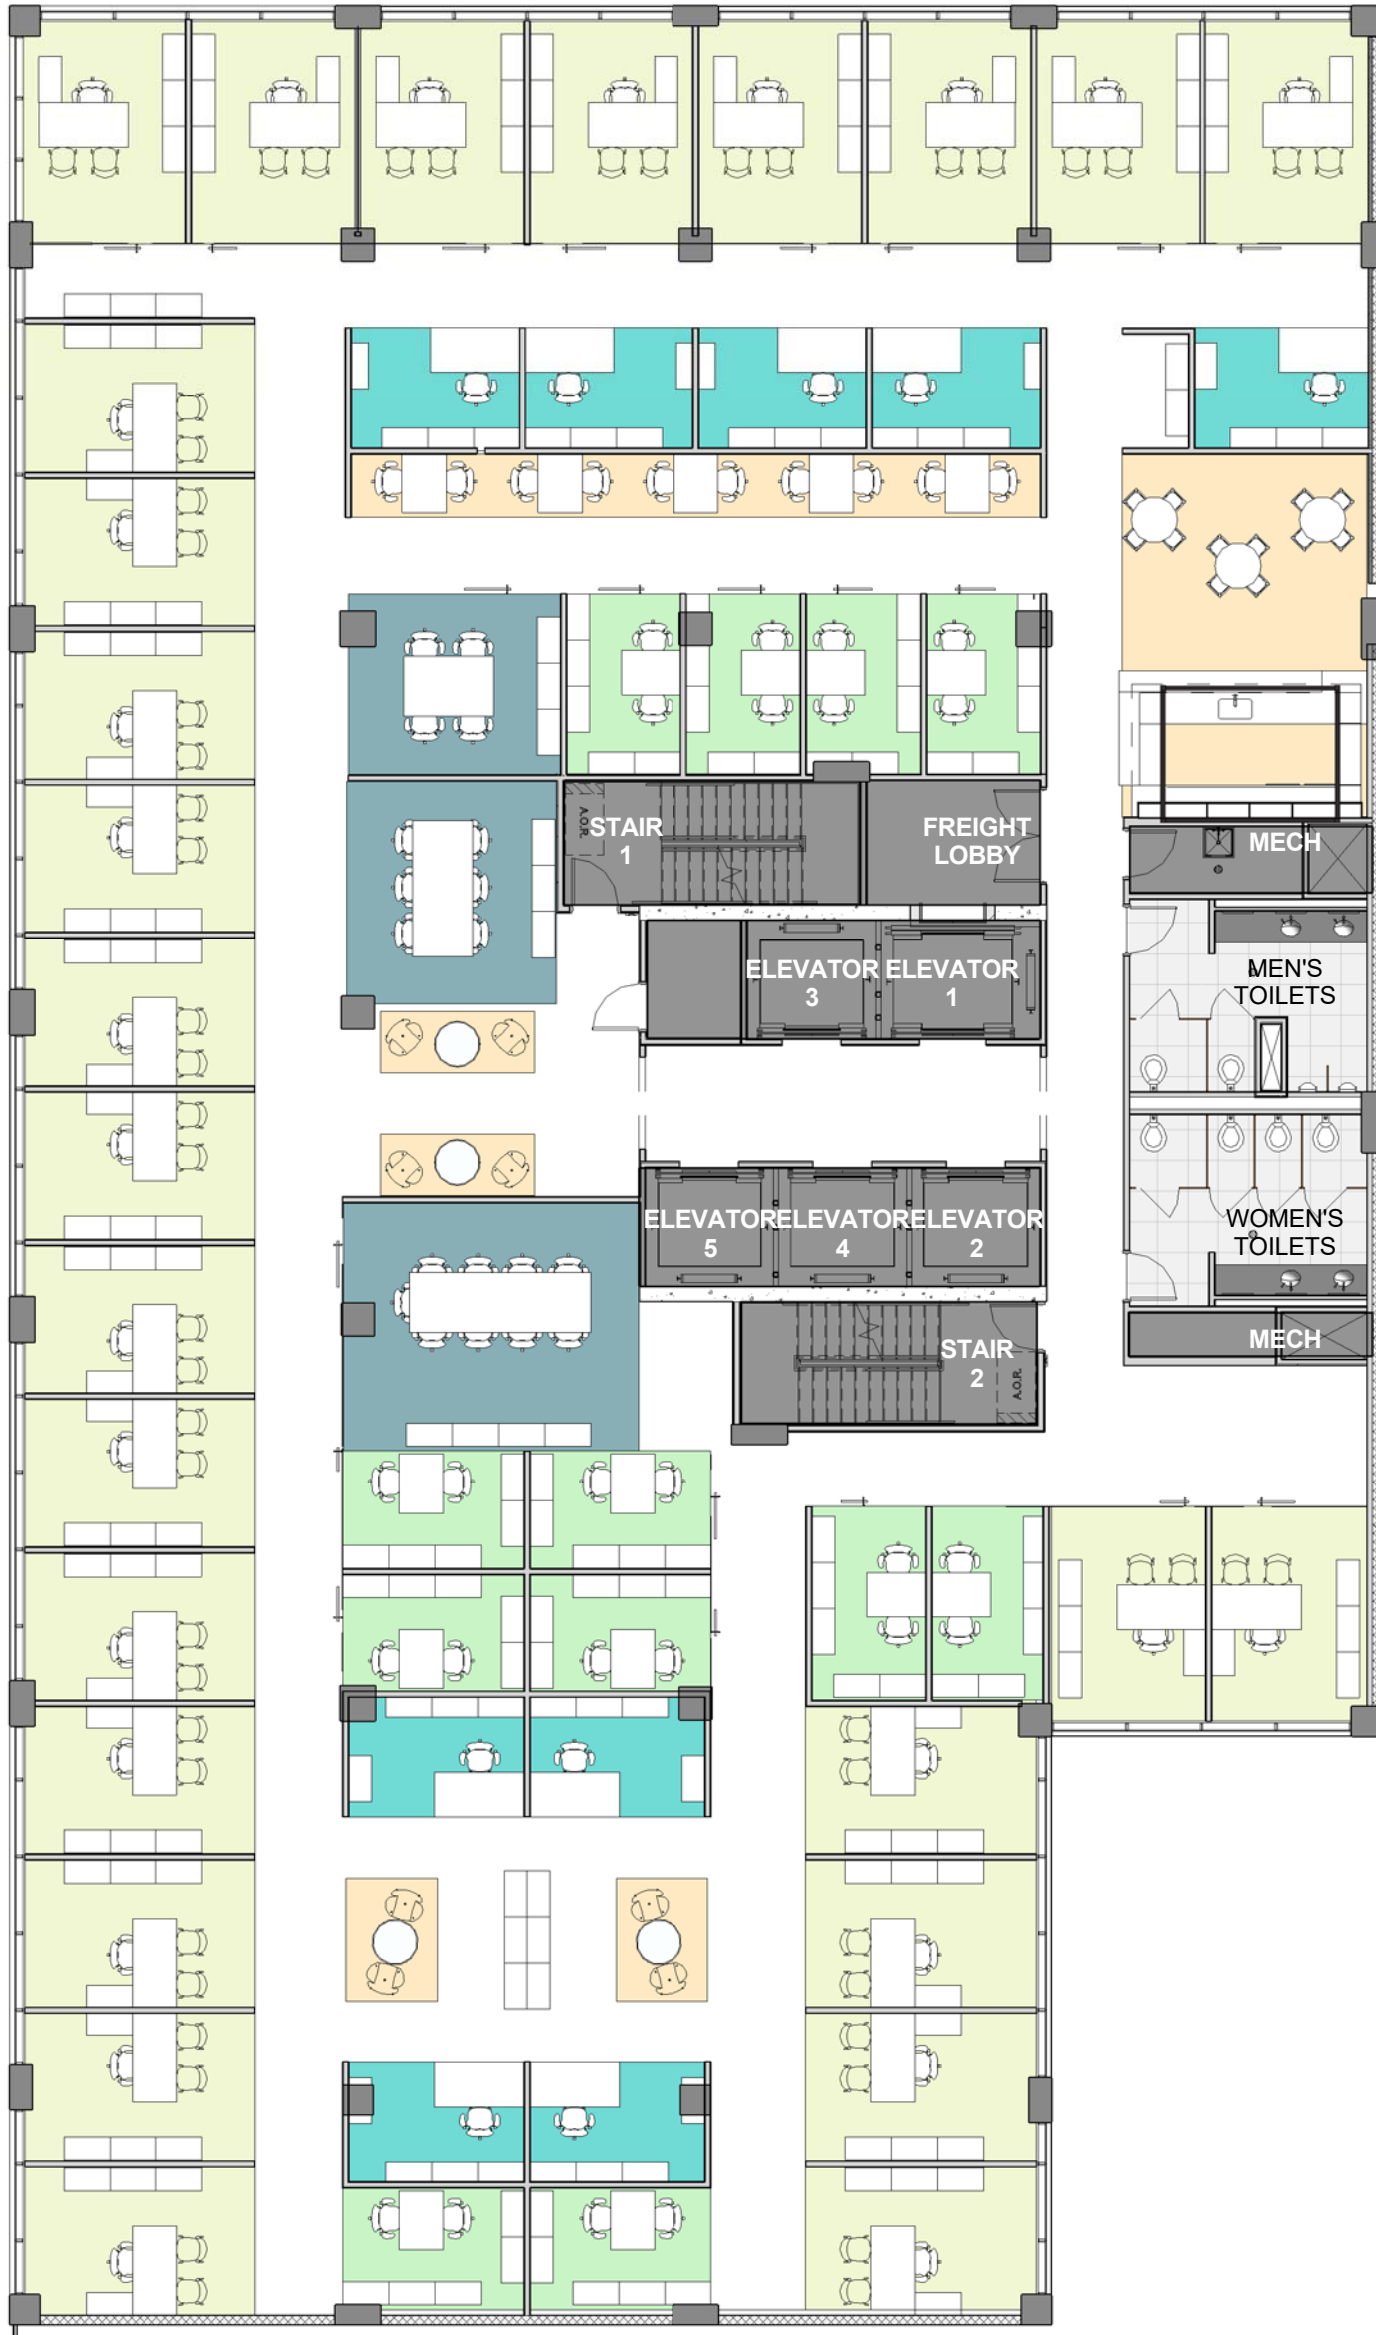 A.O.R.
STAIR
1
FREIGHT
LOBBY
MECH
ELEVATOR
3
ELEVATOR
1
MEN'S
TOILETS
ELEVATOR
5
ELEVATOR
4
ELEVATOR
2
WOMEN'S
TOILETS
STAIR
2
A.O.R.
MECH